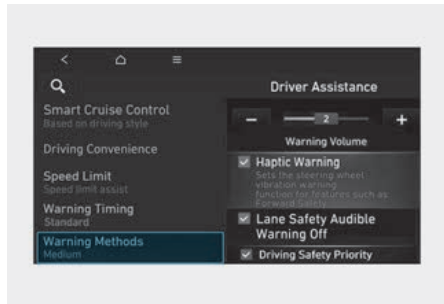 Driver Assistance
Smart Cruise Control
Based on driving style
Driving Convenience
Speed Limit
Speed limit assist
Warning Timing
Standard
Warning Methods
Medium
− 2 +
Warning Volume
Haptic Warning
Sets the steering wheel
vibration warning
function for features such as
Forward Safety
Lane Safety Audible
Warning Off
Driving Safety Priority